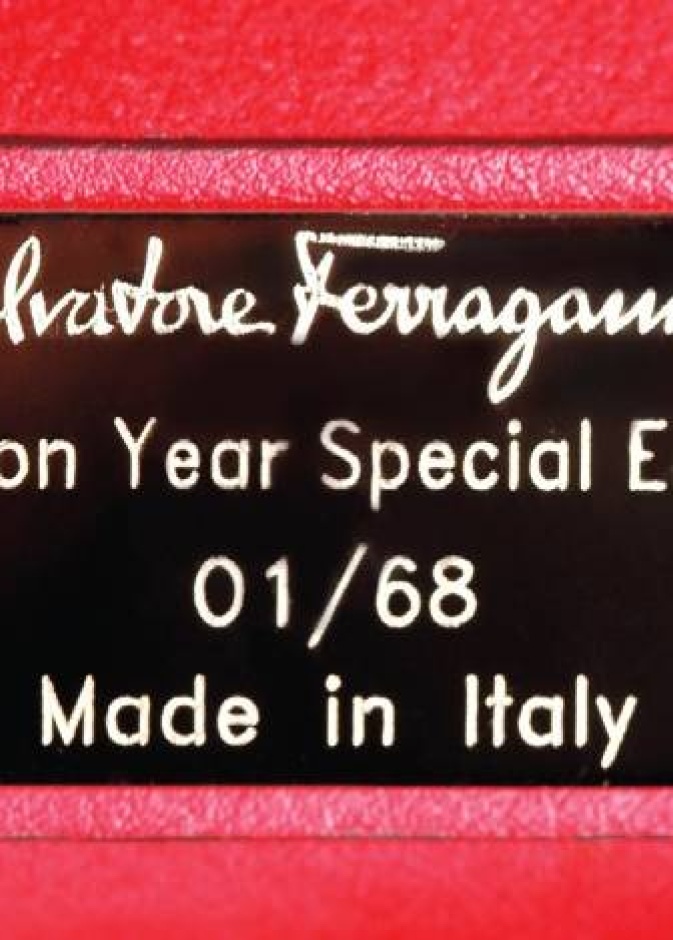 lvatore Ferragam
on Year Special E
01/68
Made in Italy